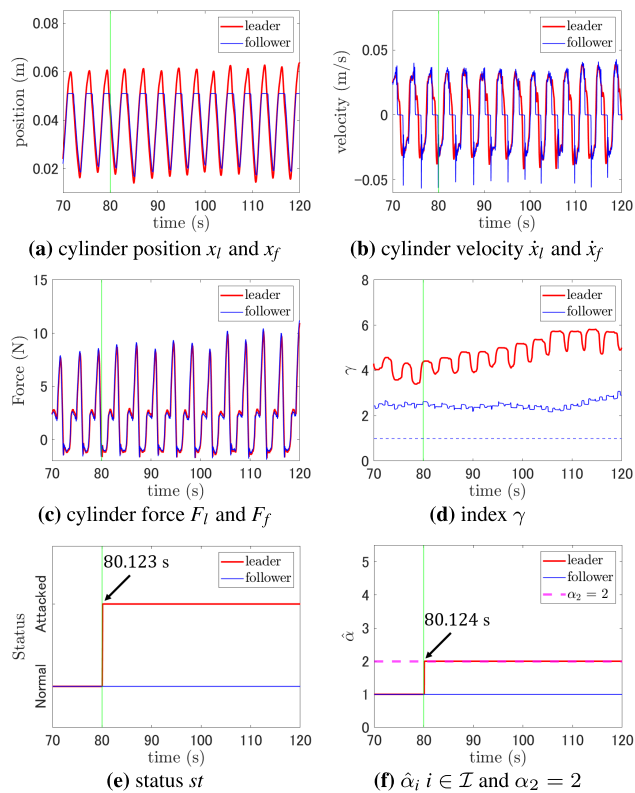 leader
follower
0.08
0.06
0.04
0.02
position (m)
70 80 90 100 110 120
time (s)
(a) cylinder position x_l and x_f
leader
follower
0.05
0
−0.05
velocity (m/s)
70 80 90 100 110 120
time (s)
(b) cylinder velocity ẋ_l and ẋ_f
leader
follower
15
10
5
0
Force (N)
70 80 90 100 110 120
time (s)
(c) cylinder force F_l and F_f
leader
follower
8
6
4
2
0
γ
70 80 90 100 110 120
time (s)
(d) index γ
leader
follower
80.123 s
Attacked
Normal
Status
70 80 90 100 110 120
time (s)
(e) status st
leader
follower
α₂ = 2
80.124 s
5
4
3
2
1
0
α̂
70 80 90 100 110 120
time (s)
(f) α̂_i i ∈ ℐ and α₂ = 2